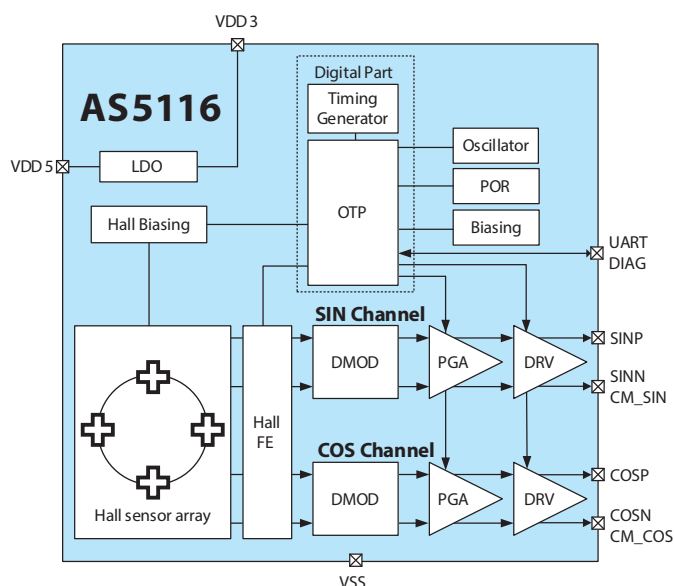 VDD 3
AS5116
Digital Part
Timing
Generator
Oscillator
VDD 5
LDO
POR
OTP
Hall Biasing
Biasing
UART
DIAG
SIN Channel
SINP
DMOD
PGA
DRV
SINN
CM_SIN
Hall
FE
COS Channel
COSP
DMOD
PGA
DRV
Hall sensor array
COSN
CM_COS
VSS